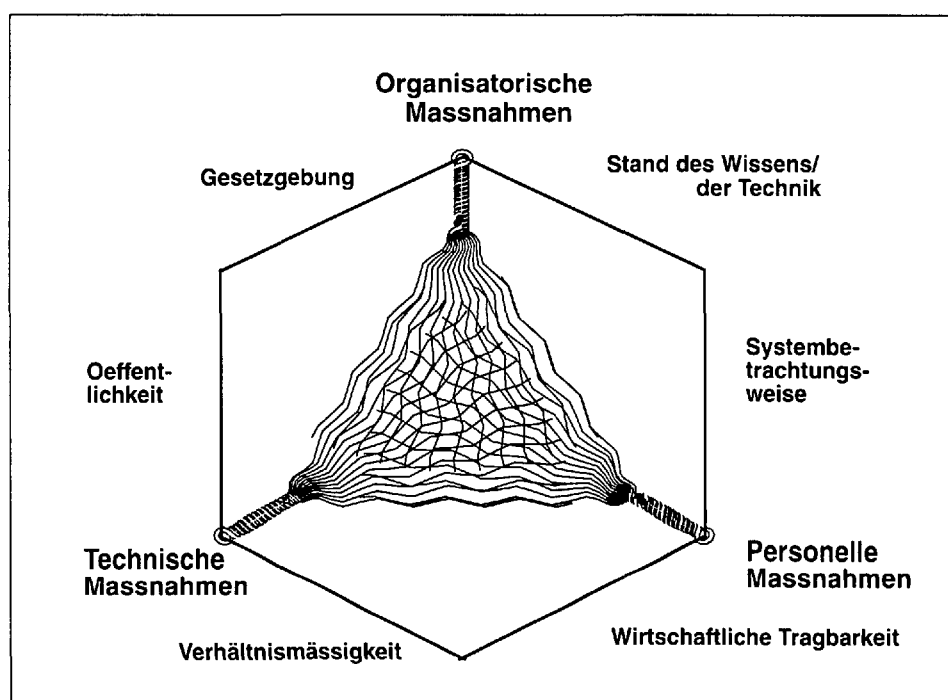 Organisatorische
Massnahmen
Gesetzgebung
Stand des Wissens/
der Technik
Oeffent-
lichkeit
Systembe-
trachtungs-
weise
Technische
Massnahmen
Personelle
Massnahmen
Verhältnismässigkeit
Wirtschaftliche Tragbarkeit